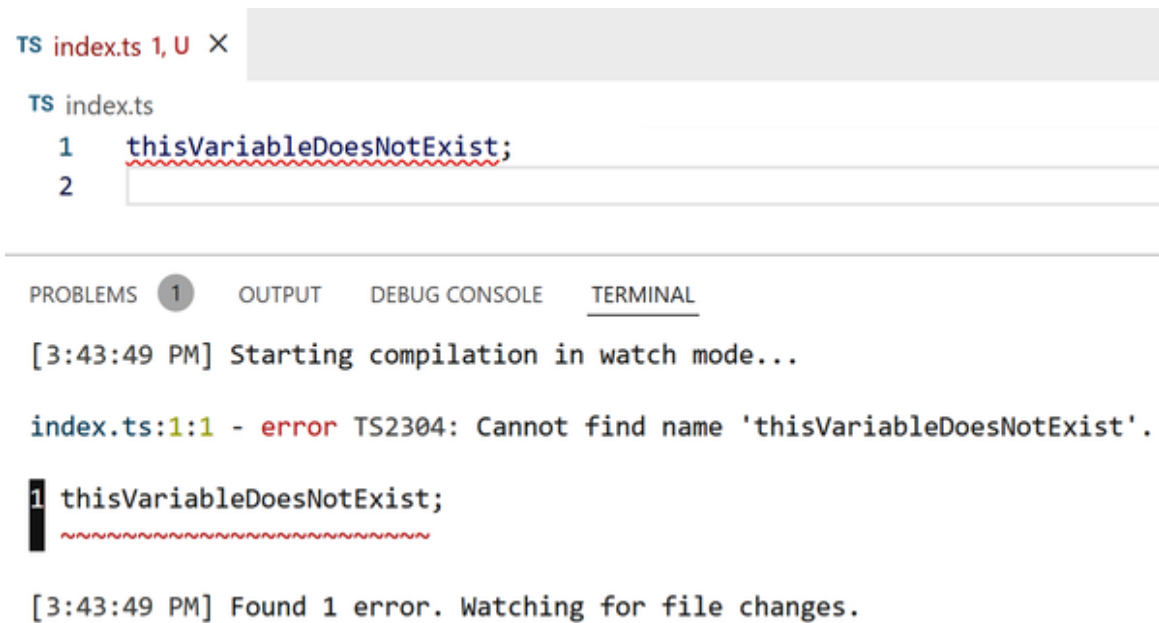 TS index.ts 1, U ×
TS index.ts
1 thisVariableDoesNotExist;
2
PROBLEMS 1 OUTPUT DEBUG CONSOLE TERMINAL
[3:43:49 PM] Starting compilation in watch mode...
index.ts:1:1 - error TS2304: Cannot find name 'thisVariableDoesNotExist'.
1 thisVariableDoesNotExist;
~~~~~~~~~~~~~~~~~~~~~~~~
[3:43:49 PM] Found 1 error. Watching for file changes.